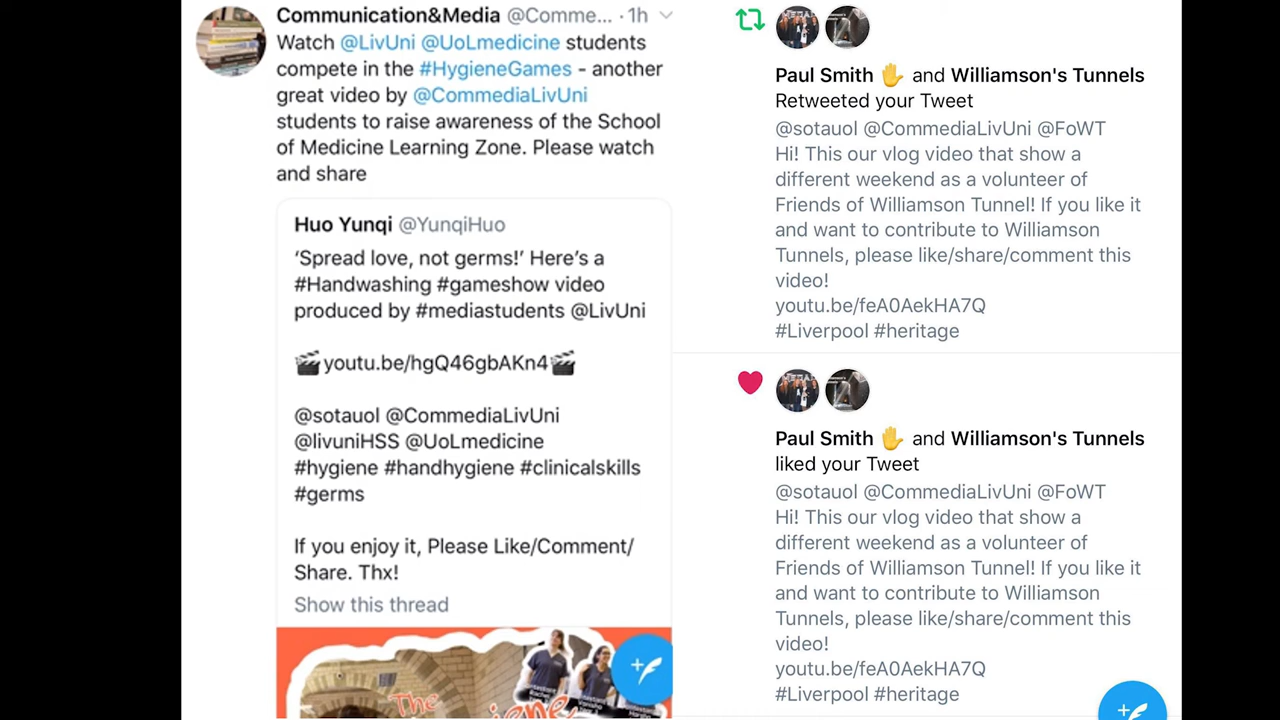 Communication&Media @Comme... · 1h
Watch @LivUni @UoLmedicine students
compete in the #HygieneGames - another
great video by @CommediaLivUni
students to raise awareness of the School
of Medicine Learning Zone. Please watch
and share
Huo Yunqi @YunqiHuo
‘Spread love, not germs!’ Here’s a
#Handwashing #gameshow video
produced by #mediastudents @LivUni
youtu.be/hgQ46gbAKn4
@sotauol @CommediaLivUni
@livuniHSS @UoLmedicine
#hygiene #handhygiene #clinicalskills
#germs
If you enjoy it, Please Like/Comment/
Share. Thx!
Show this thread
The
Paul Smith ✋ and Williamson's Tunnels
Retweeted your Tweet
@sotauol @CommediaLivUni @FoWT
Hi! This our vlog video that show a
different weekend as a volunteer of
Friends of Williamson Tunnel! If you like it
and want to contribute to Williamson
Tunnels, please like/share/comment this
video!
youtu.be/feA0AekHA7Q
#Liverpool #heritage
Paul Smith ✋ and Williamson's Tunnels
liked your Tweet
@sotauol @CommediaLivUni @FoWT
Hi! This our vlog video that show a
different weekend as a volunteer of
Friends of Williamson Tunnel! If you like it
and want to contribute to Williamson
Tunnels, please like/share/comment this
video!
youtu.be/feA0AekHA7Q
#Liverpool #heritage